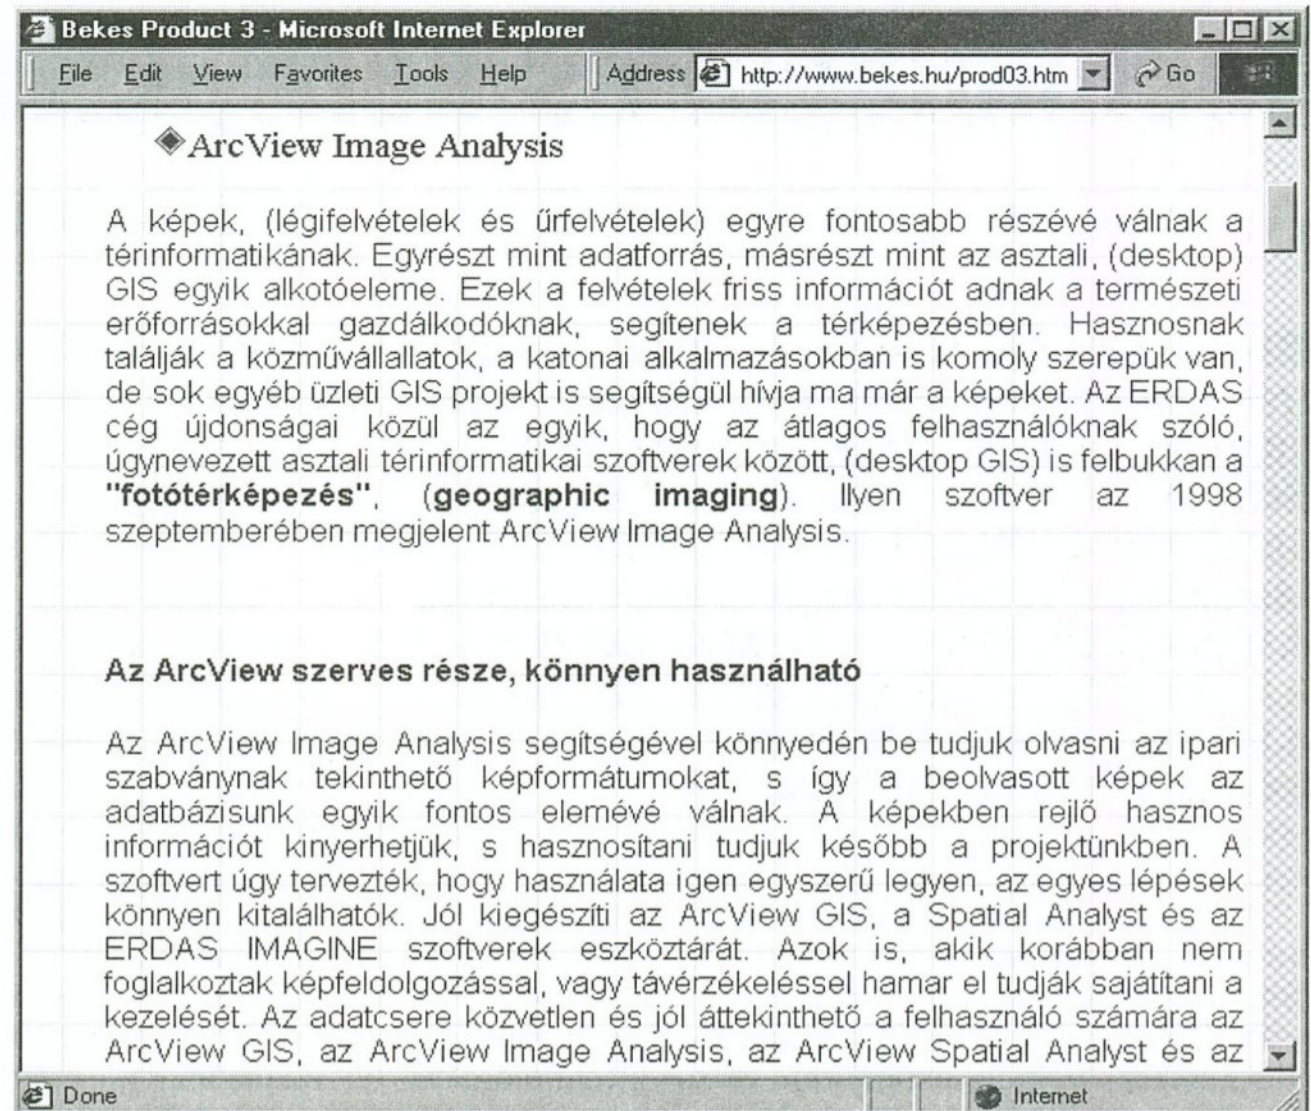 Bekes Product 3 - Microsoft Internet Explorer
File Edit View Favorites Tools Help Address http://www.bekes.hu/prod03.htm Go
ArcView Image Analysis
A képek, (légifelvételek és űrfelvételek) egyre fontosabb részévé válnak a
térinformatikának. Egyrészt mint adatforrás, másrészt mint az asztali, (desktop)
GIS egyik alkotóeleme. Ezek a felvételek friss információt adnak a természeti
erőforrásokkal gazdálkodóknak, segítenek a térképezésben. Hasznosnak
találják a közművállallatok, a katonai alkalmazásokban is komoly szerepük van,
de sok egyéb üzleti GIS projekt is segítségül hívja ma már a képeket. Az ERDAS
cég újdonságai közül az egyik, hogy az átlagos felhasználóknak szóló,
úgynevezett asztali térinformatikai szoftverek között, (desktop GIS) is felbukkan a
"fotótérképezés", (geographic imaging). Ilyen szoftver az 1998
szeptemberében megjelent ArcView Image Analysis.
Az ArcView szerves része, könnyen használható
Az ArcView Image Analysis segítségével könnyedén be tudjuk olvasni az ipari
szabványnak tekinthető képformátumokat, s így a beolvasott képek az
adatbázisunk egyik fontos elemévé válnak. A képekben rejlő hasznos
információt kinyerhetjük, s hasznosítani tudjuk később a projektünkben. A
szoftvert úgy tervezték, hogy használata igen egyszerű legyen, az egyes lépések
könnyen kitalálhatók. Jól kiegészíti az ArcView GIS, a Spatial Analyst és az
ERDAS IMAGINE szoftverek eszköztárát. Azok is, akik korábban nem
foglalkoztak képfeldolgozással, vagy távérzékeléssel hamar el tudják sajátítani a
kezelését. Az adatcsere közvetlen és jól áttekinthető a felhasználó számára az
ArcView GIS, az ArcView Image Analysis, az ArcView Spatial Analyst és az
Done Internet